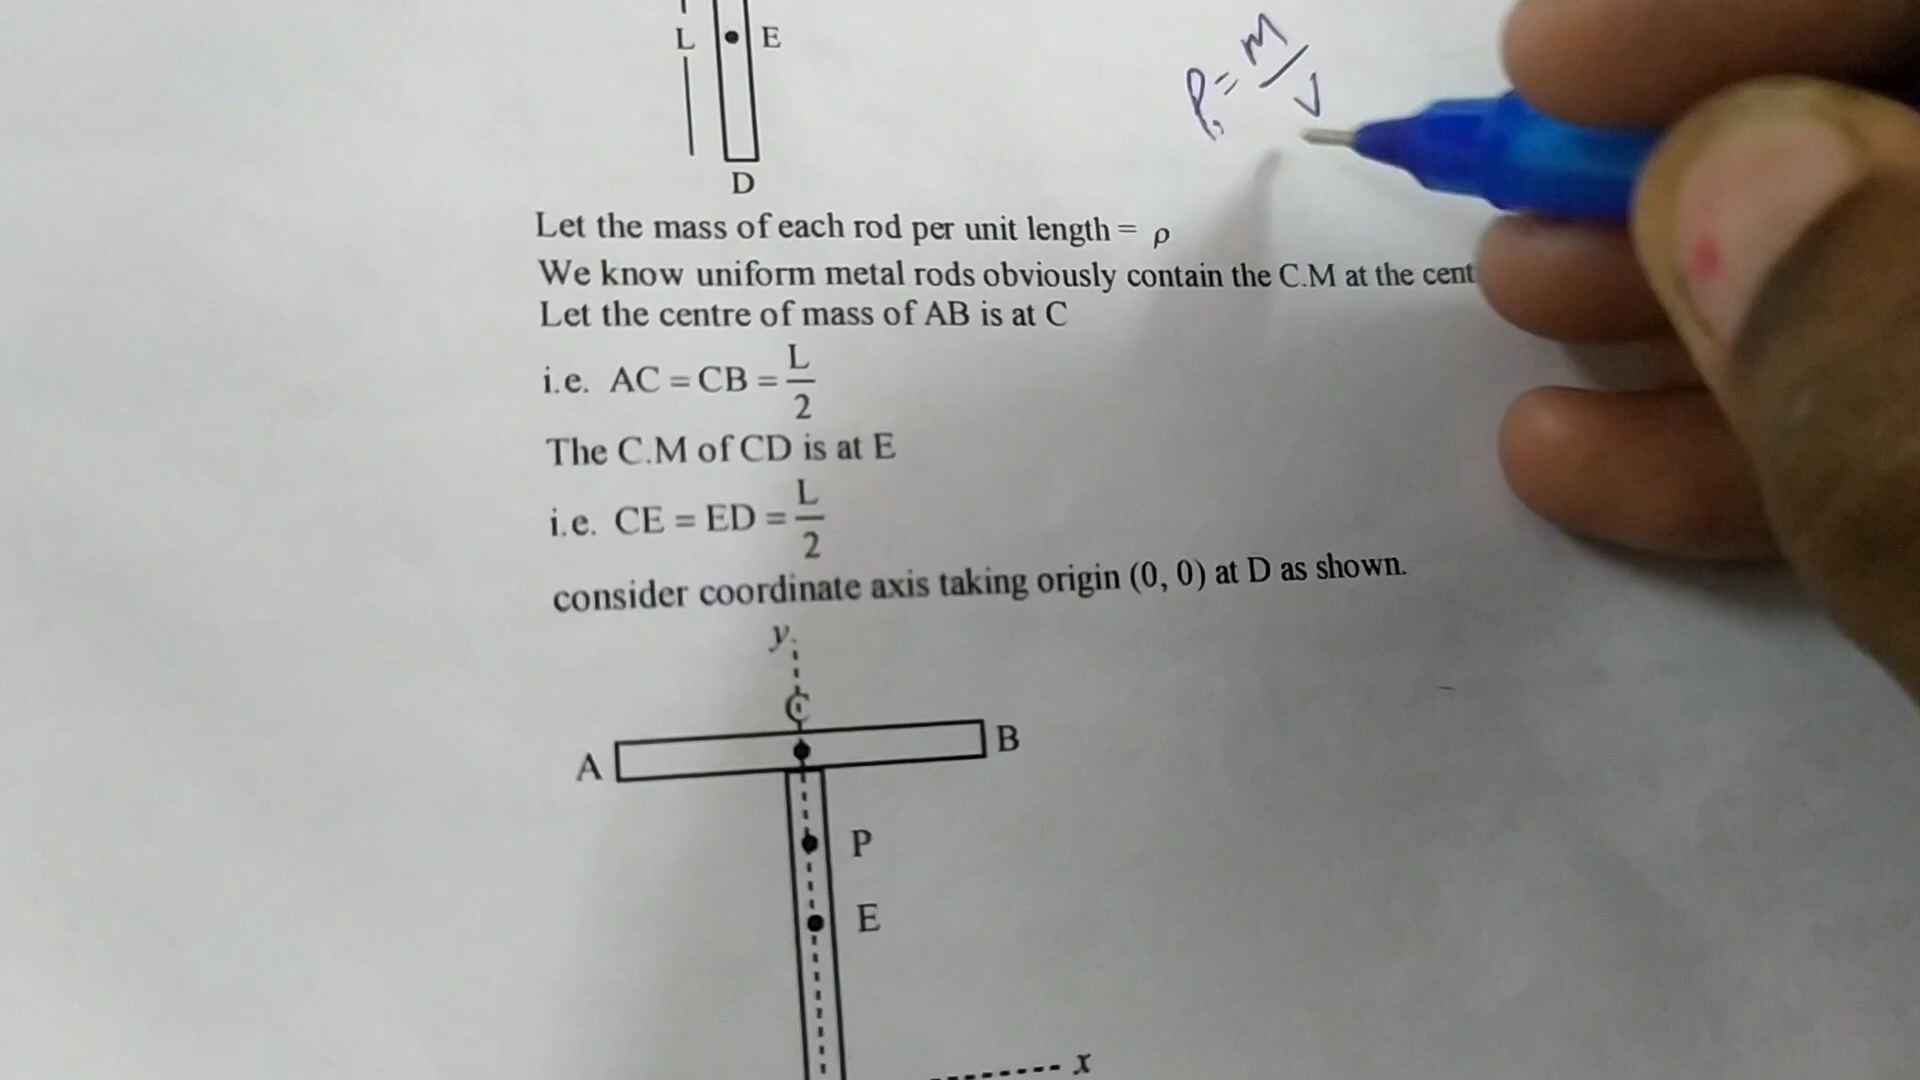 L E
ρ = M/V
D
Let the mass of each rod per unit length = ρ
We know uniform metal rods obviously contain the C.M at the cent
Let the centre of mass of AB is at C
i.e. AC = CB = L/2
The C.M of CD is at E
i.e. CE = ED = L/2
consider coordinate axis taking origin (0, 0) at D as shown.
y
C
A B
P
E
x